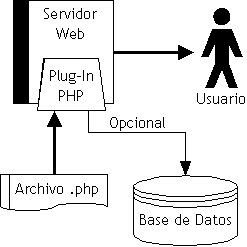 Servidor
Web
Plug-In
PHP
Usuario
Opcional
Archivo .php
Base de Datos